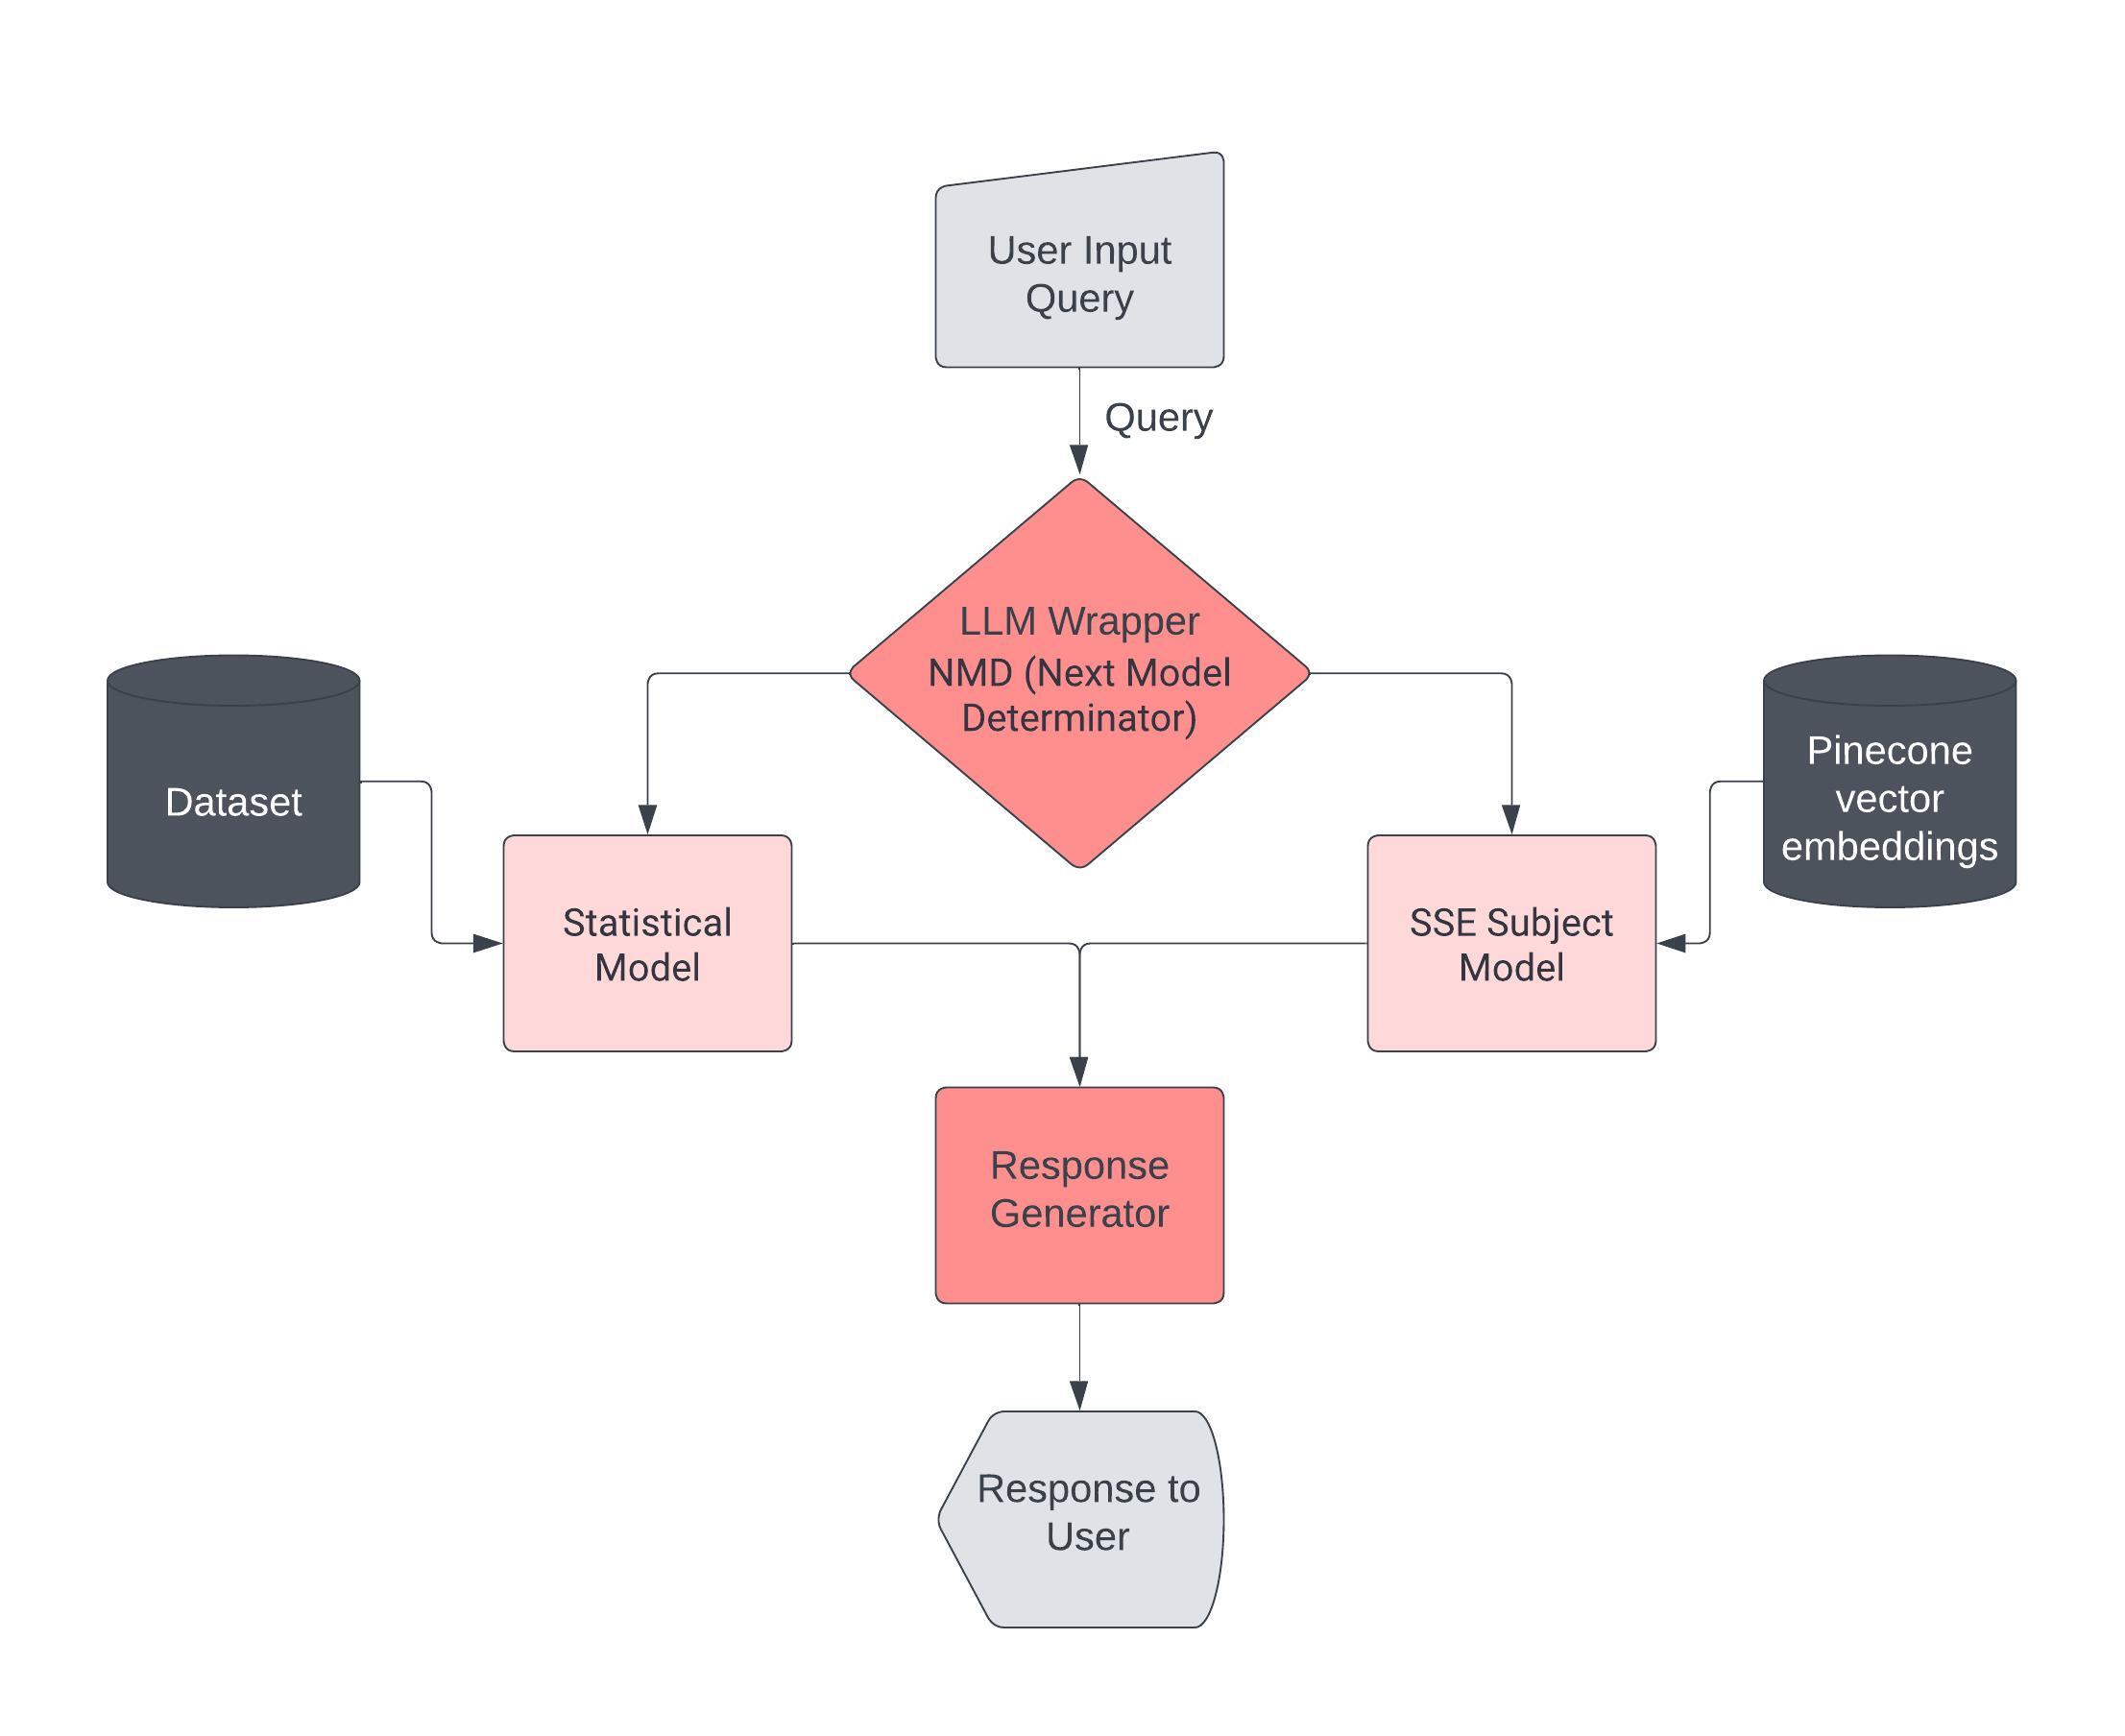 User Input
Query
Query
LLM Wrapper
NMD (Next Model
Determinator)
Dataset
Pinecone
vector
embeddings
Statistical
Model
SSE Subject
Model
Response
Generator
Response to
User